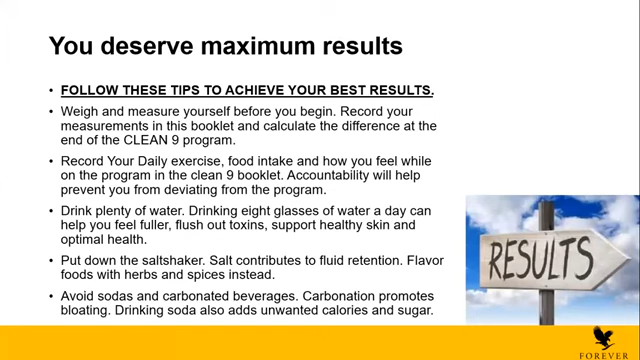 You deserve maximum results
• FOLLOW THESE TIPS TO ACHIEVE YOUR BEST RESULTS.
• Weigh and measure yourself before you begin. Record your
measurements in this booklet and calculate the difference at the
end of the CLEAN 9 program.
• Record Your Daily exercise, food intake and how you feel while
on the program in the clean 9 booklet. Accountability will help
prevent you from deviating from the program.
• Drink plenty of water. Drinking eight glasses of water a day can
help you feel fuller, flush out toxins, support healthy skin and
optimal health.
• Put down the saltshaker. Salt contributes to fluid retention. Flavor
foods with herbs and spices instead.
• Avoid sodas and carbonated beverages. Carbonation promotes
bloating. Drinking soda also adds unwanted calories and sugar.
RESULTS
FOREVER